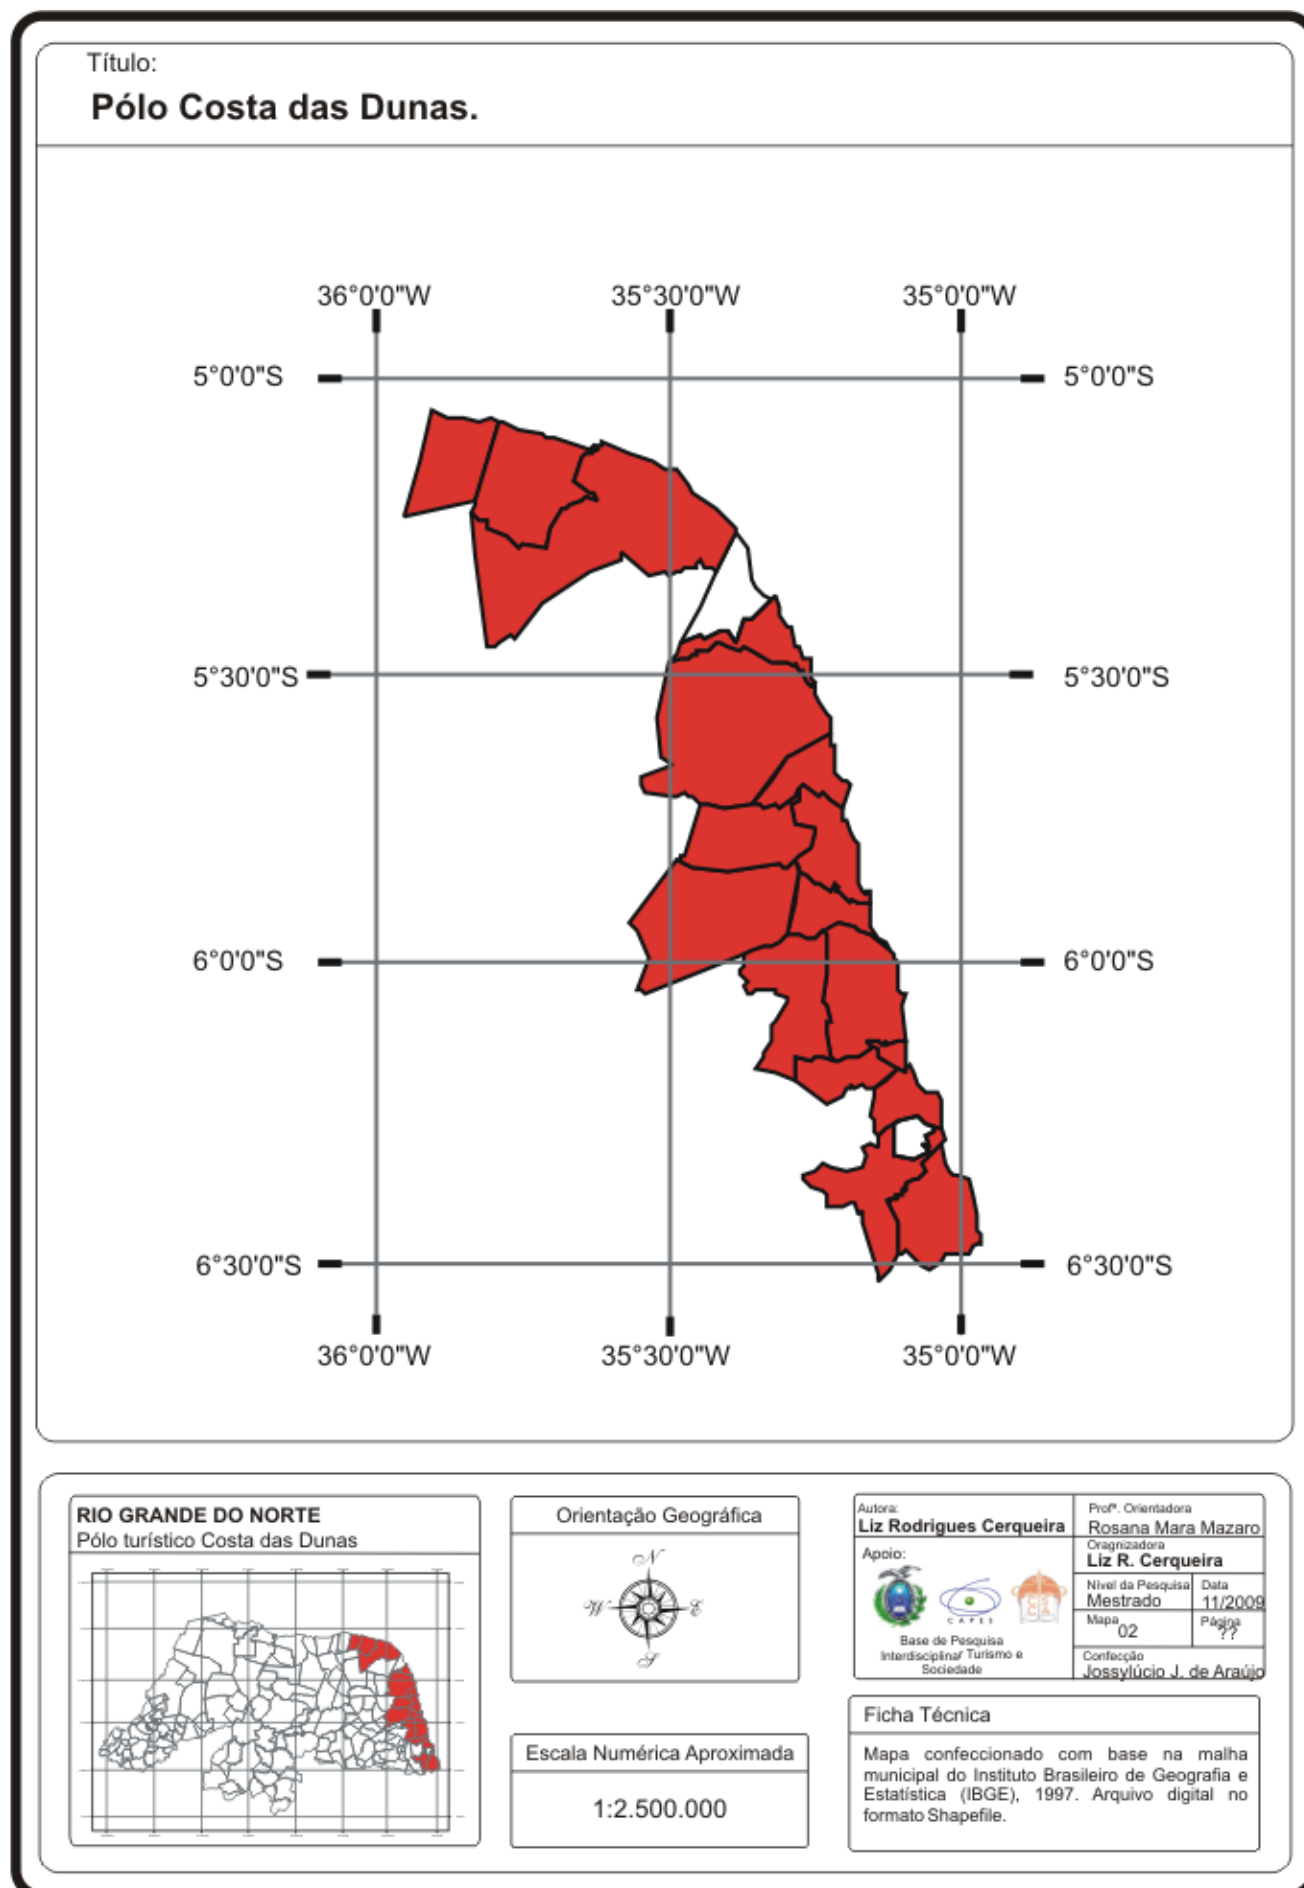 Título:
Pólo Costa das Dunas.
36°0'0"W 35°30'0"W 35°0'0"W
5°0'0"S 5°0'0"S
5°30'0"S 5°30'0"S
6°0'0"S 6°0'0"S
6°30'0"S 6°30'0"S
36°0'0"W 35°30'0"W 35°0'0"W
RIO GRANDE DO NORTE
Pólo turístico Costa das Dunas
Orientação Geográfica
N
W E
S
Escala Numérica Aproximada
1:2.500.000
Autora:
Liz Rodrigues Cerqueira
Apoio:
CAPES
Base de Pesquisa
Interdisciplinar Turismo e
Sociedade
Profª. Orientadora
Rosana Mara Mazaro
Oragnizadora
Liz R. Cerqueira
Nível da Pesquisa
Mestrado
Data
11/2009
Mapa
02
Página
??
Confecção
Jossylúcio J. de Araújo
Ficha Técnica
Mapa confeccionado com base na malha
municipal do Instituto Brasileiro de Geografia e
Estatística (IBGE), 1997. Arquivo digital no
formato Shapefile.